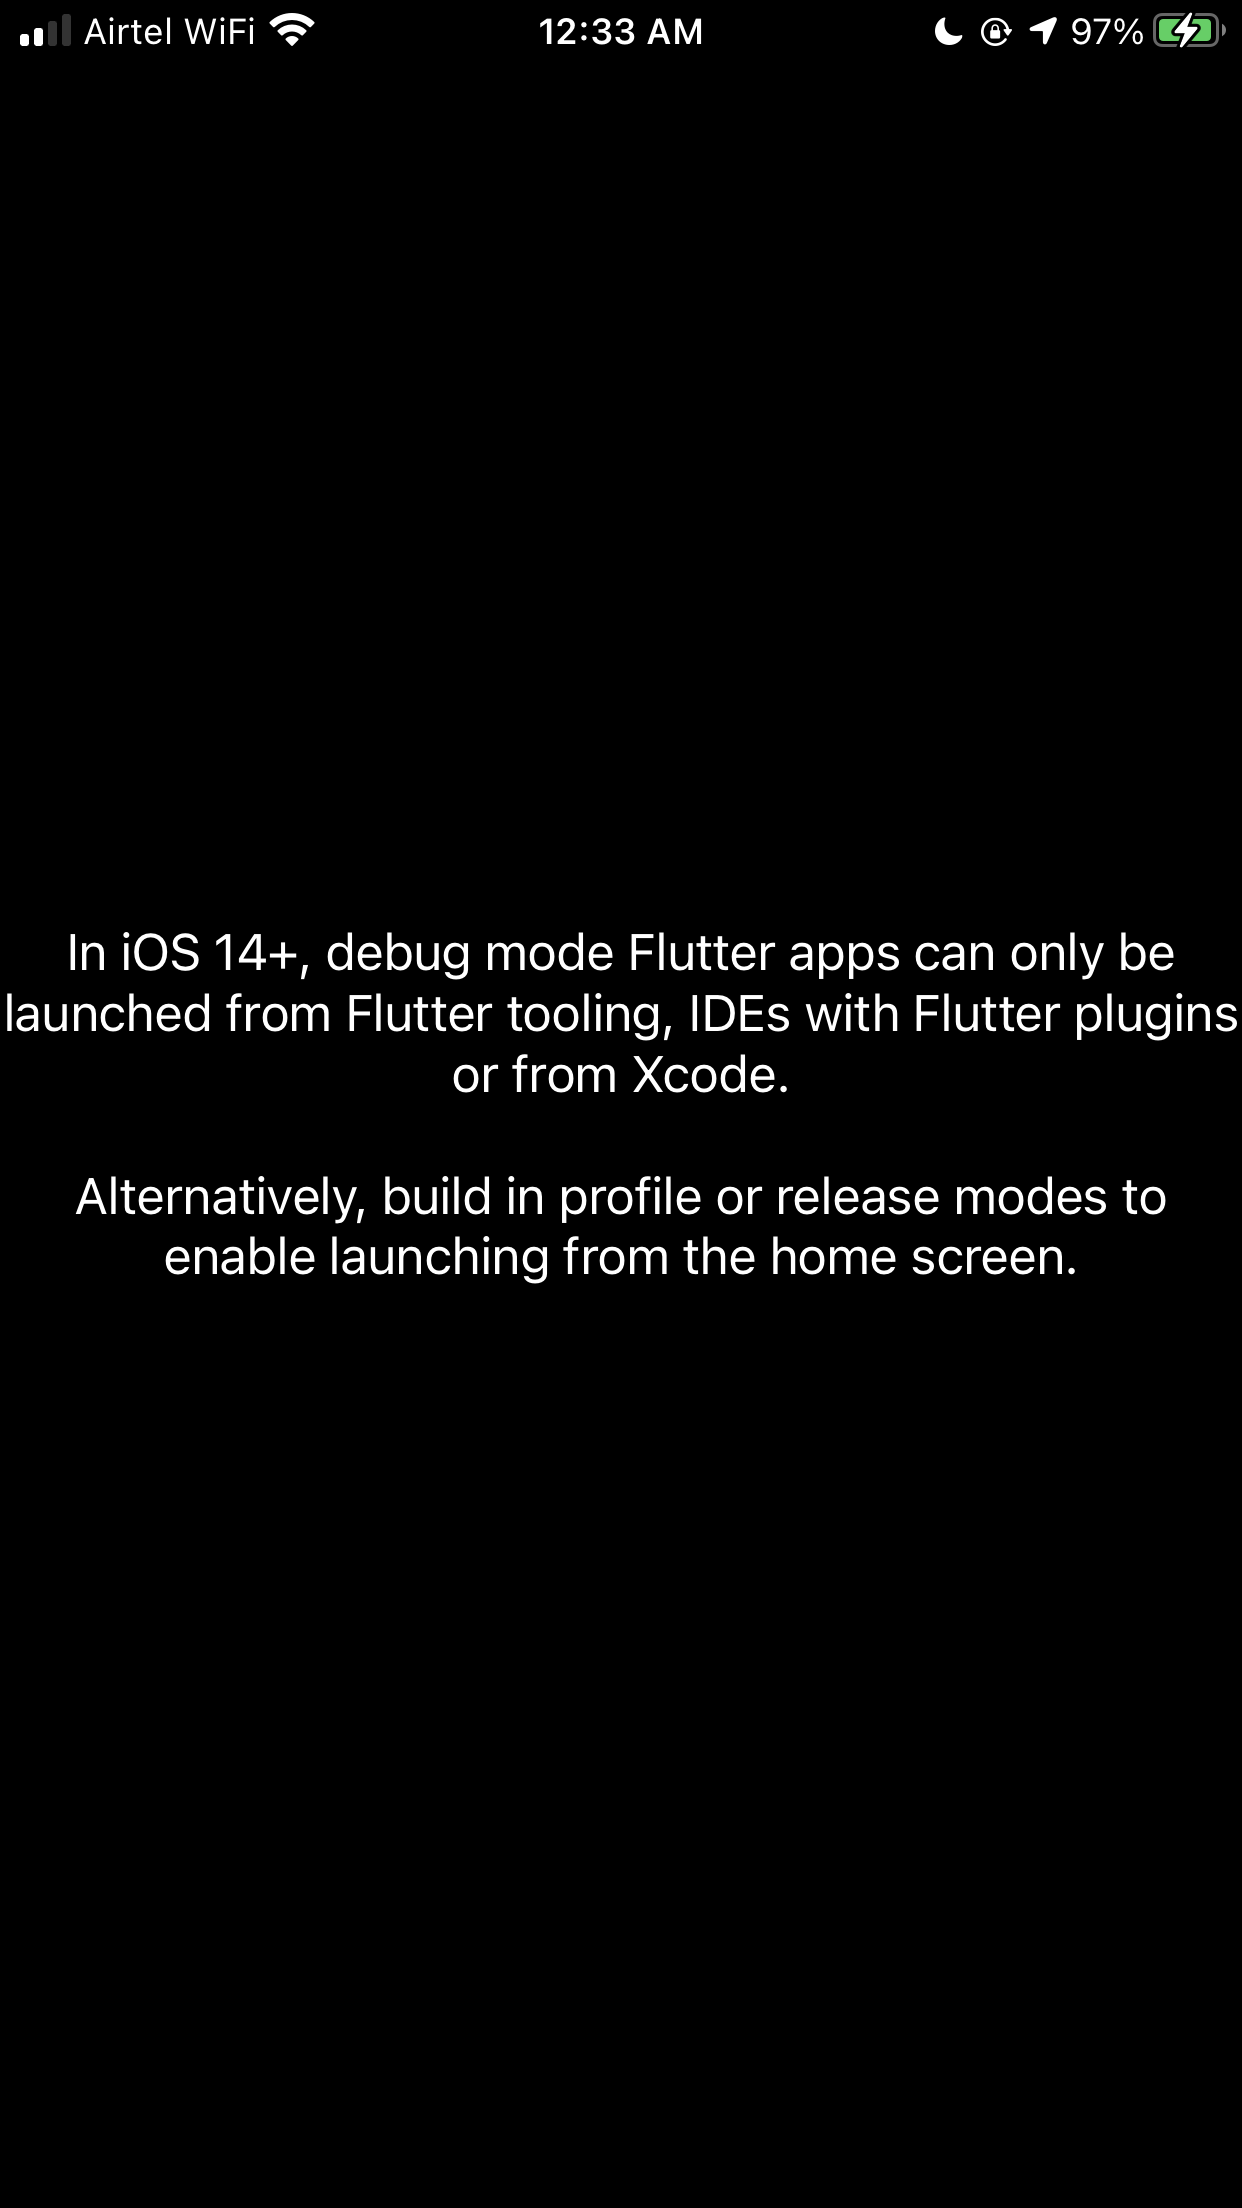 Airtel WiFi 12:33 AM 97%
In iOS 14+, debug mode Flutter apps can only be
launched from Flutter tooling, IDEs with Flutter plugins
or from Xcode.
Alternatively, build in profile or release modes to
enable launching from the home screen.